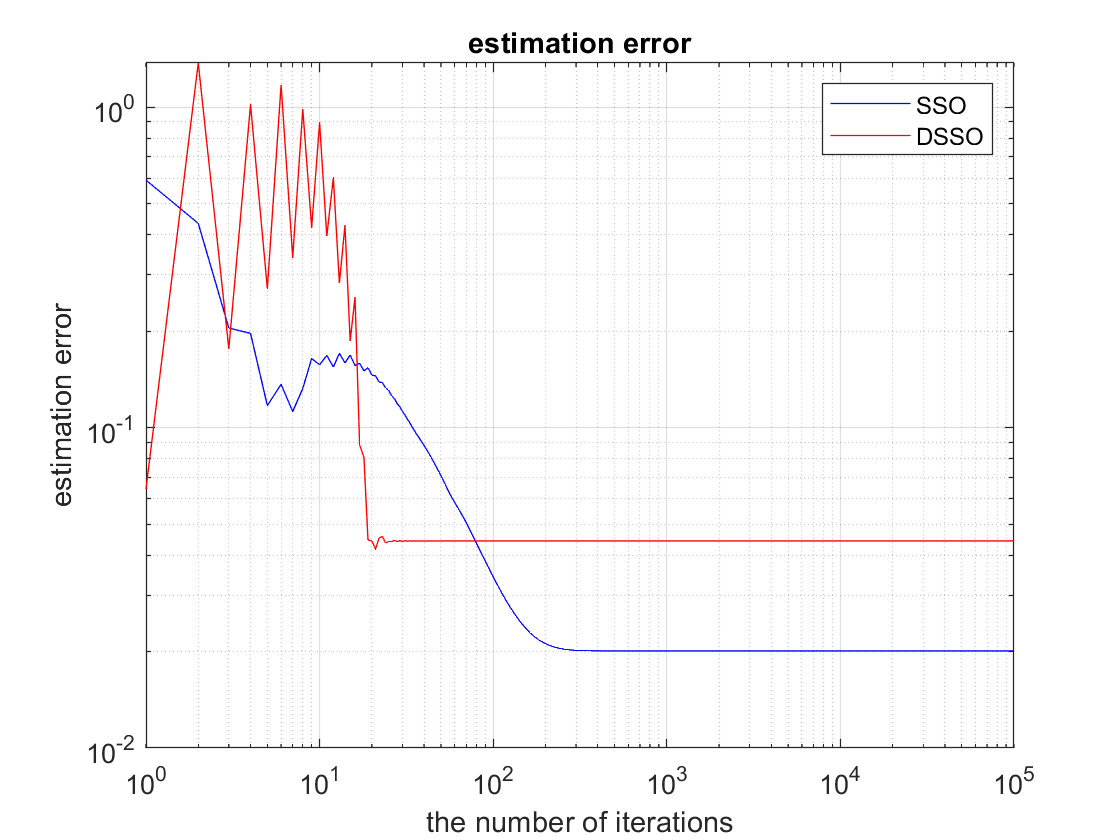 estimation error
SSO
DSSO
estimation error
10^0
10^-1
10^-2
10^0 10^1 10^2 10^3 10^4 10^5
the number of iterations